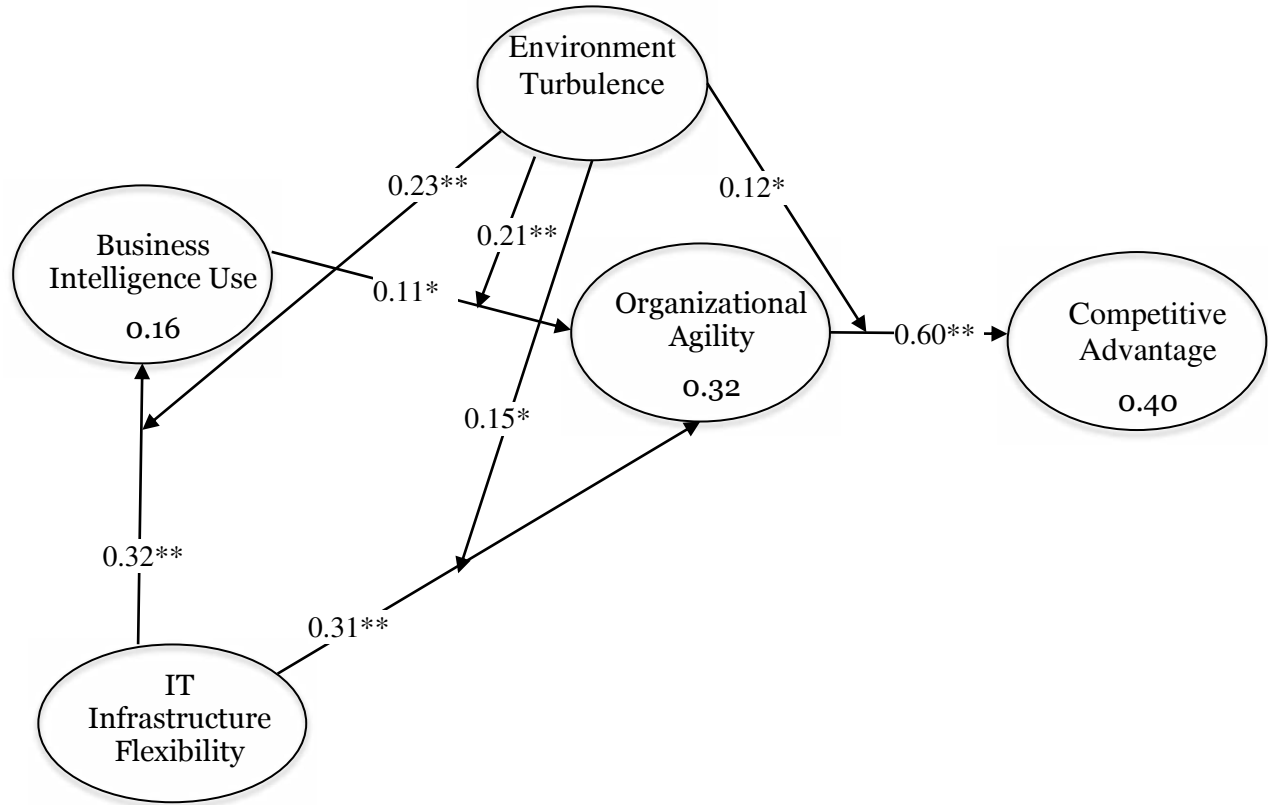 Environment
Turbulence
0.23**
0.12*
0.21**
Business
Intelligence Use
0.16
0.11*
Organizational
Agility
0.32
0.60**
Competitive
Advantage
0.40
0.15*
0.32**
0.31**
IT
Infrastructure
Flexibility